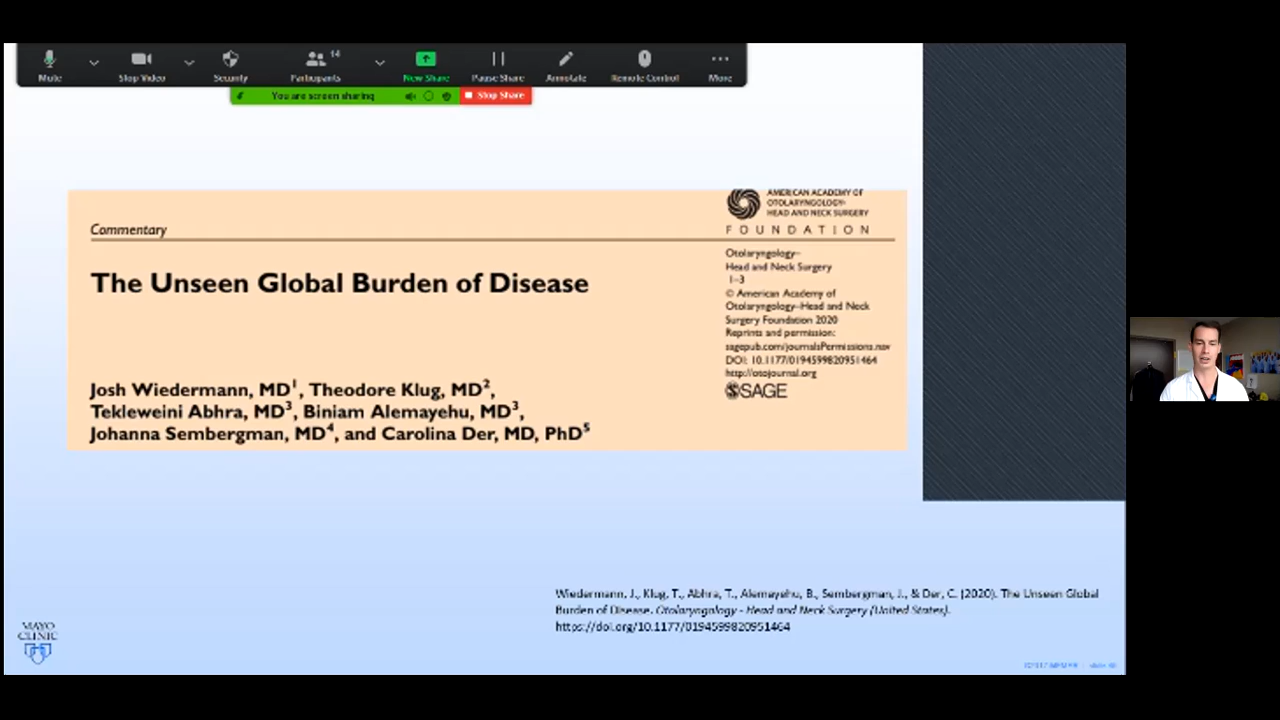 14
Mute
Stop Video
Security
Participants
New Share
Pause Share
Annotate
Remote Control
More
You are screen sharing
Stop Share
AMERICAN ACADEMY OF
OTOLARYNGOLOGY-
HEAD AND NECK SURGERY
FOUNDATION
Commentary
Otolaryngology–
Head and Neck Surgery
1–3
© American Academy of
Otolaryngology–Head and Neck
Surgery Foundation 2020
Reprints and permission:
sagepub.com/journalsPermissions.nav
DOI: 10.1177/0194599820951464
http://otojournal.org
SAGE
The Unseen Global Burden of Disease
Josh Wiedermann, MD1, Theodore Klug, MD2,
Tekleweini Abhra, MD3, Biniam Alemayehu, MD3,
Johanna Sembergman, MD4, and Carolina Der, MD, PhD5
Wiedermann, J., Klug, T., Abhra, T., Alemayehu, B., Sembergman, J., & Der, C. (2020). The Unseen Global
Burden of Disease. Otolaryngology - Head and Neck Surgery (United States).
https://doi.org/10.1177/0194599820951464
MAYO
CLINIC
©2017 MFMER | slide